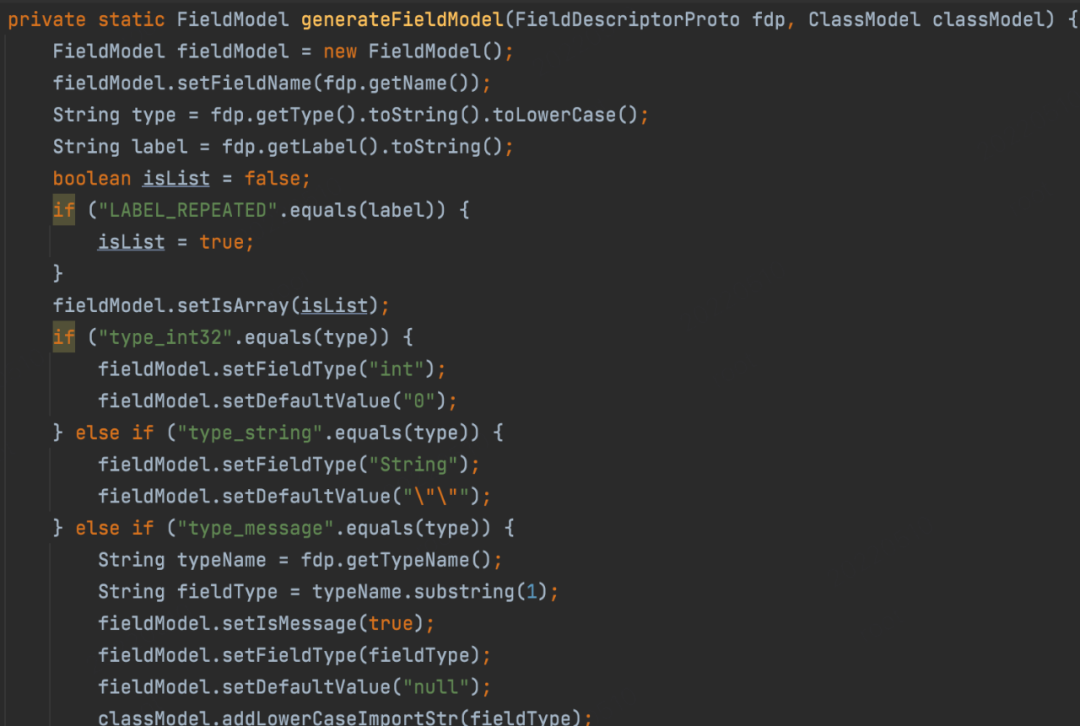 private static FieldModel generateFieldModel(FieldDescriptorProto fdp, ClassModel classModel) {
    FieldModel fieldModel = new FieldModel();
    fieldModel.setFieldName(fdp.getName());
    String type = fdp.getType().toString().toLowerCase();
    String label = fdp.getLabel().toString();
    boolean isList = false;
    if ("LABEL_REPEATED".equals(label)) {
        isList = true;
    }
    fieldModel.setIsArray(isList);
    if ("type_int32".equals(type)) {
        fieldModel.setFieldType("int");
        fieldModel.setDefaultValue("0");
    } else if ("type_string".equals(type)) {
        fieldModel.setFieldType("String");
        fieldModel.setDefaultValue("\"\"");
    } else if ("type_message".equals(type)) {
        String typeName = fdp.getTypeName();
        String fieldType = typeName.substring(1);
        fieldModel.setIsMessage(true);
        fieldModel.setFieldType(fieldType);
        fieldModel.setDefaultValue("null");
        classModel.addLowerCaseImportStr(fieldType);